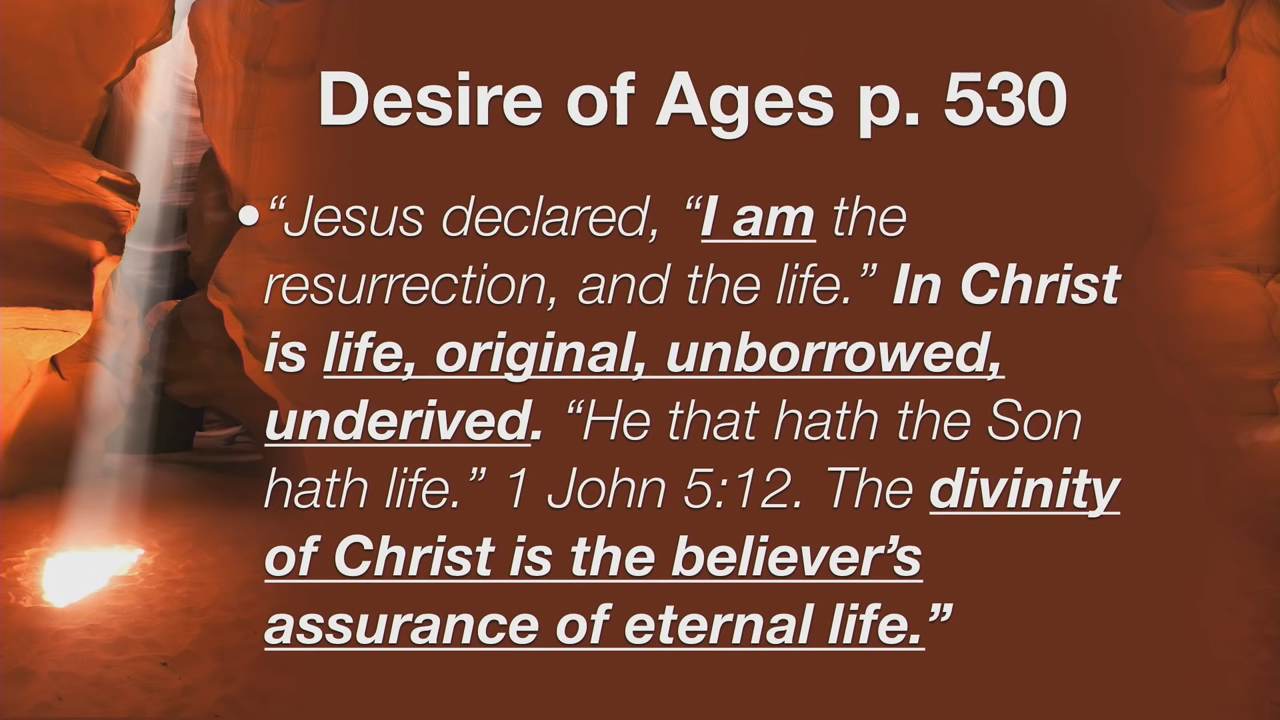 Desire of Ages p. 530
•“Jesus declared, “I am the
resurrection, and the life.” In Christ
is life, original, unborrowed,
underived. “He that hath the Son
hath life.” 1 John 5:12. The divinity
of Christ is the believer’s
assurance of eternal life.”